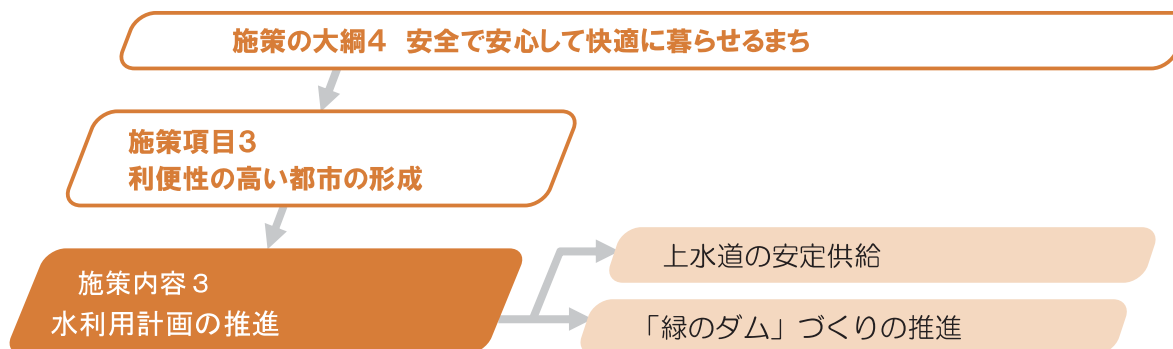 施策の大綱4 安全で安心して快適に暮らせるまち
施策項目3
利便性の高い都市の形成
施策内容3
水利用計画の推進
上水道の安定供給
「緑のダム」づくりの推進